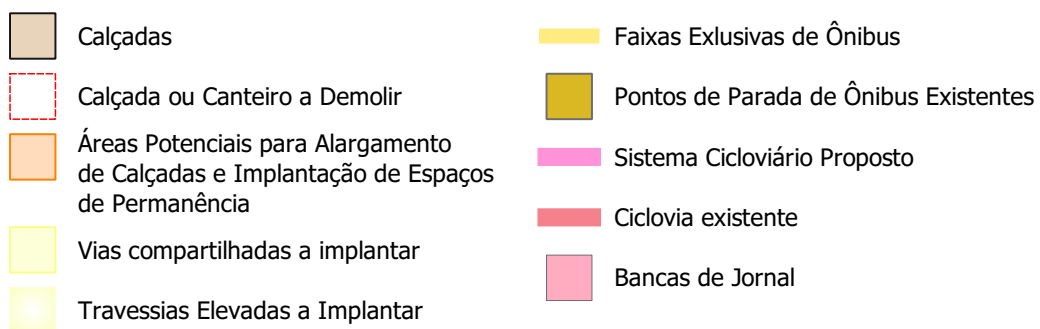 Calçadas
Calçada ou Canteiro a Demolir
Áreas Potenciais para Alargamento
de Calçadas e Implantação de Espaços
de Permanência
Vias compartilhadas a implantar
Travessias Elevadas a Implantar
Faixas Exlusivas de Ônibus
Pontos de Parada de Ônibus Existentes
Sistema Cicloviário Proposto
Ciclovia existente
Bancas de Jornal